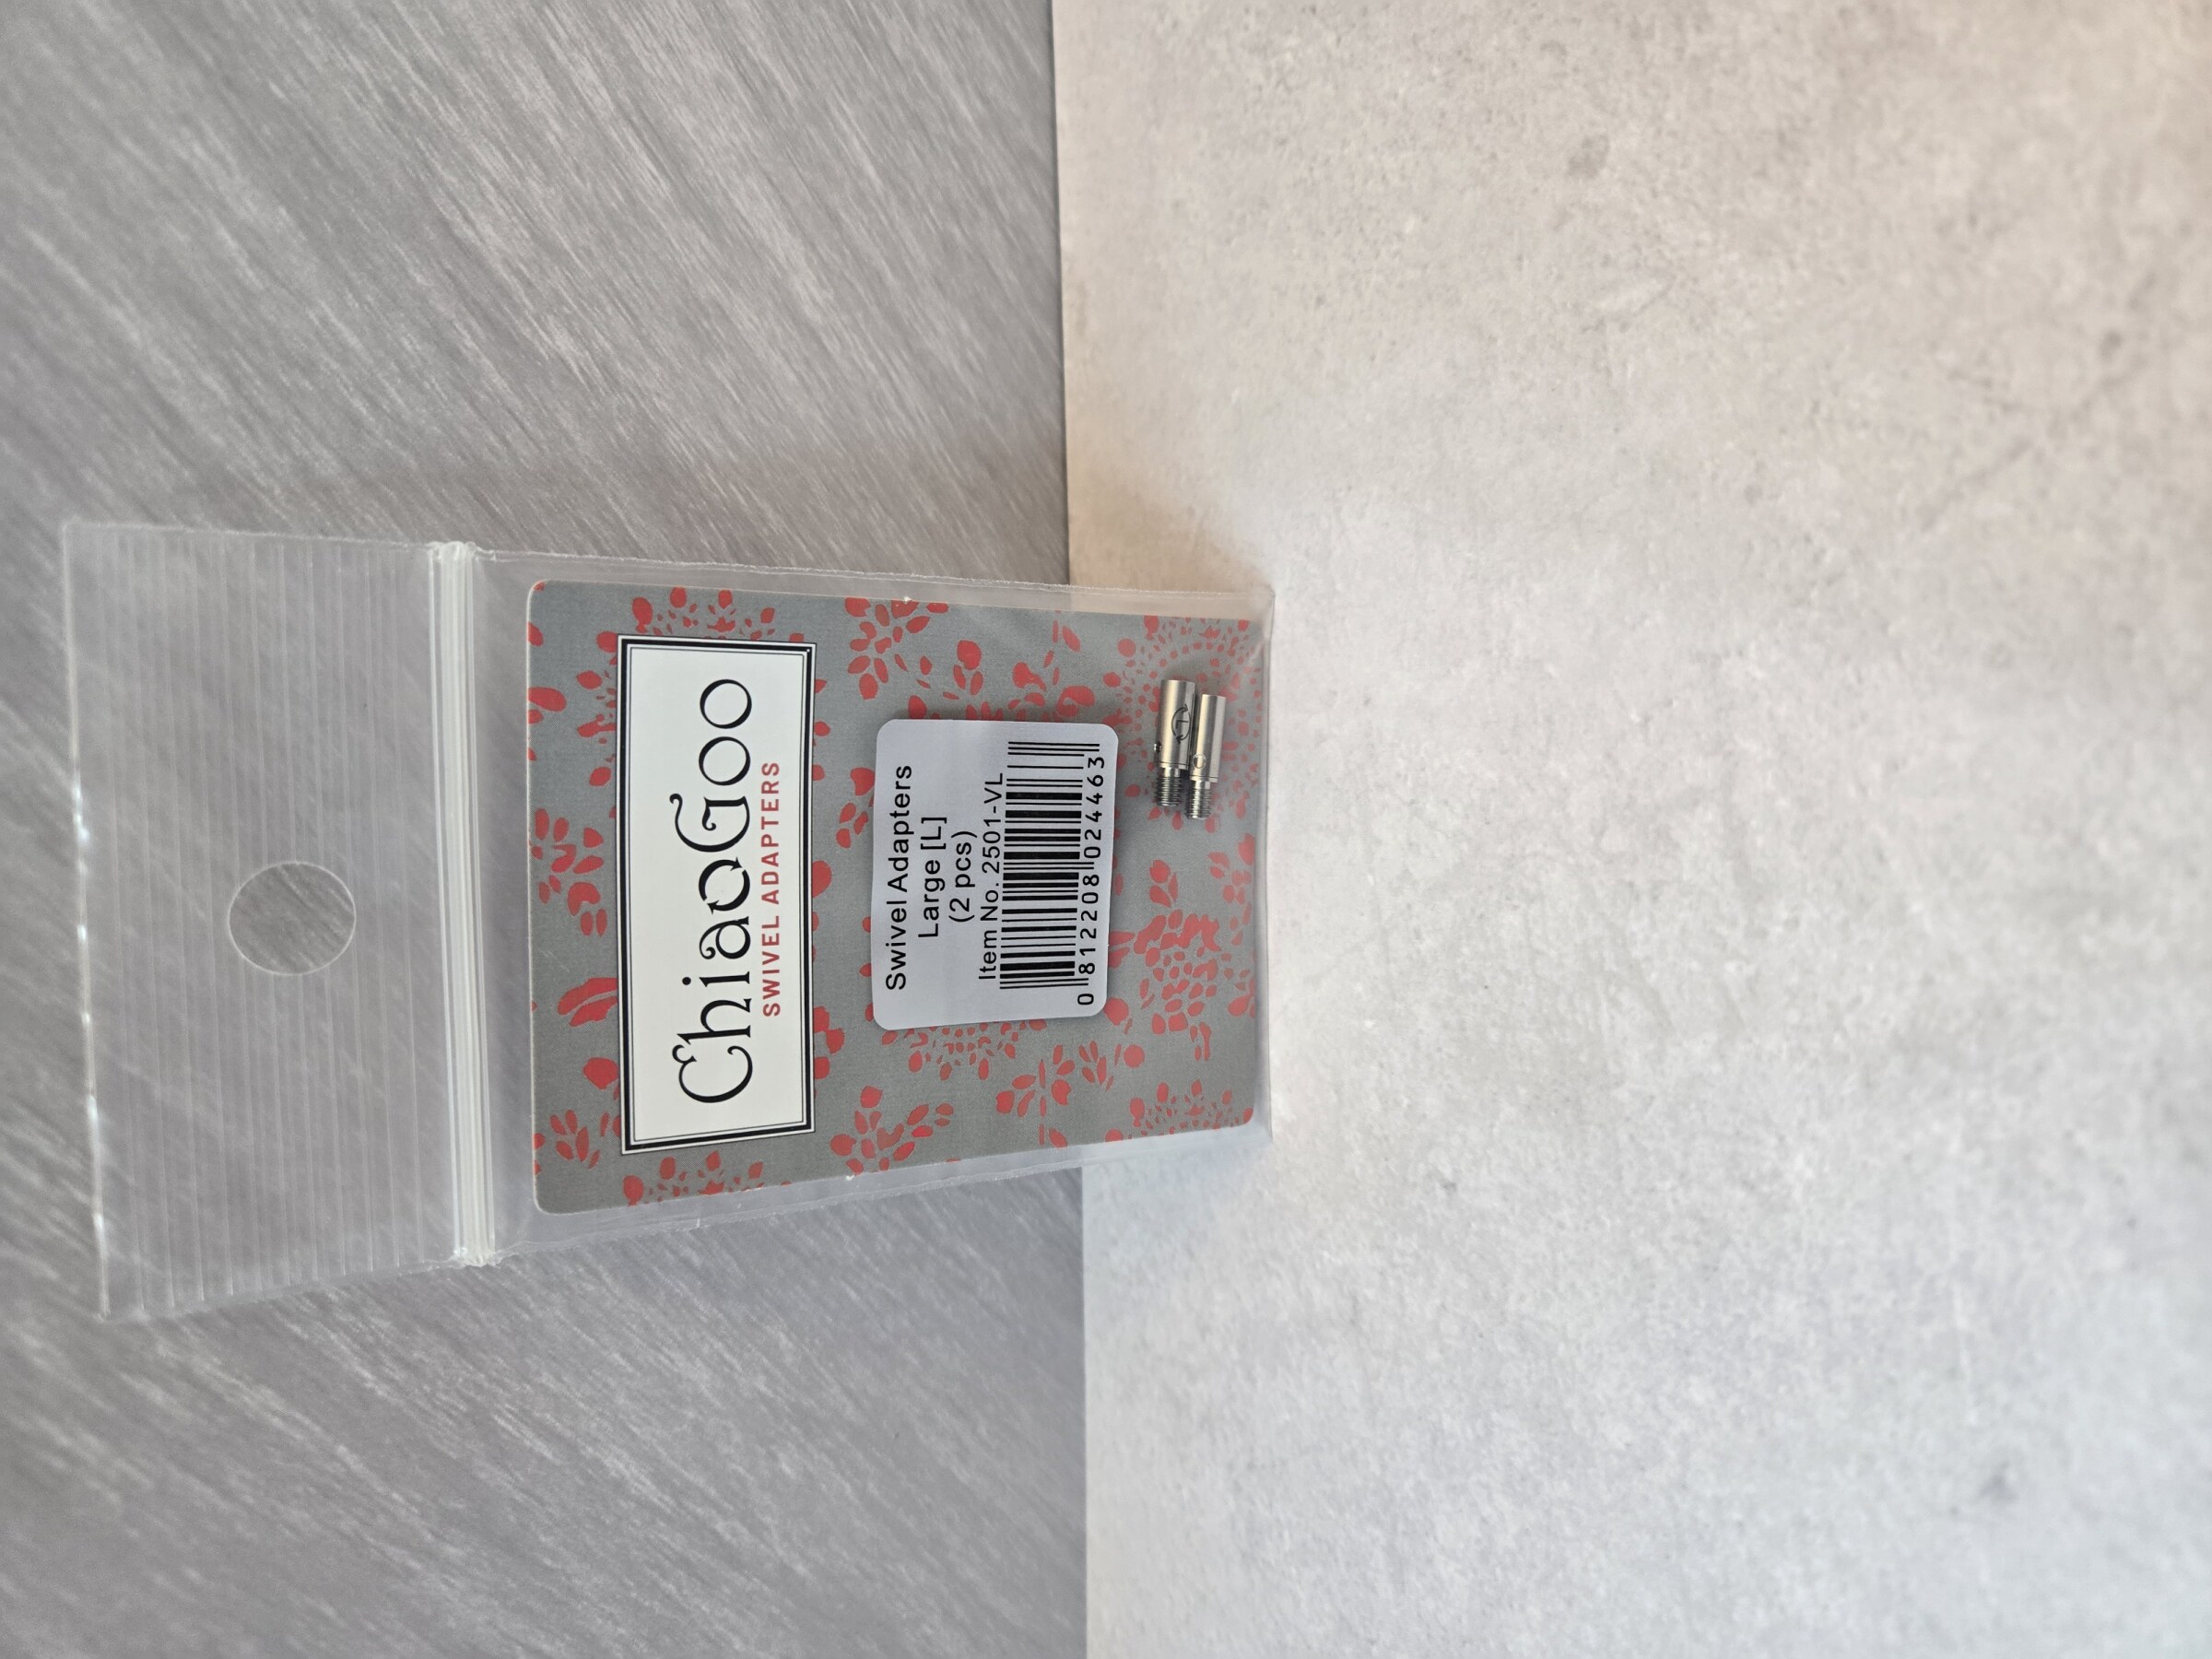 ChiaoGoo
SWIVEL ADAPTERS
Swivel Adapters
Large [L]
(2 pcs)
Item No. 2501-VL
0 812208 024463
L